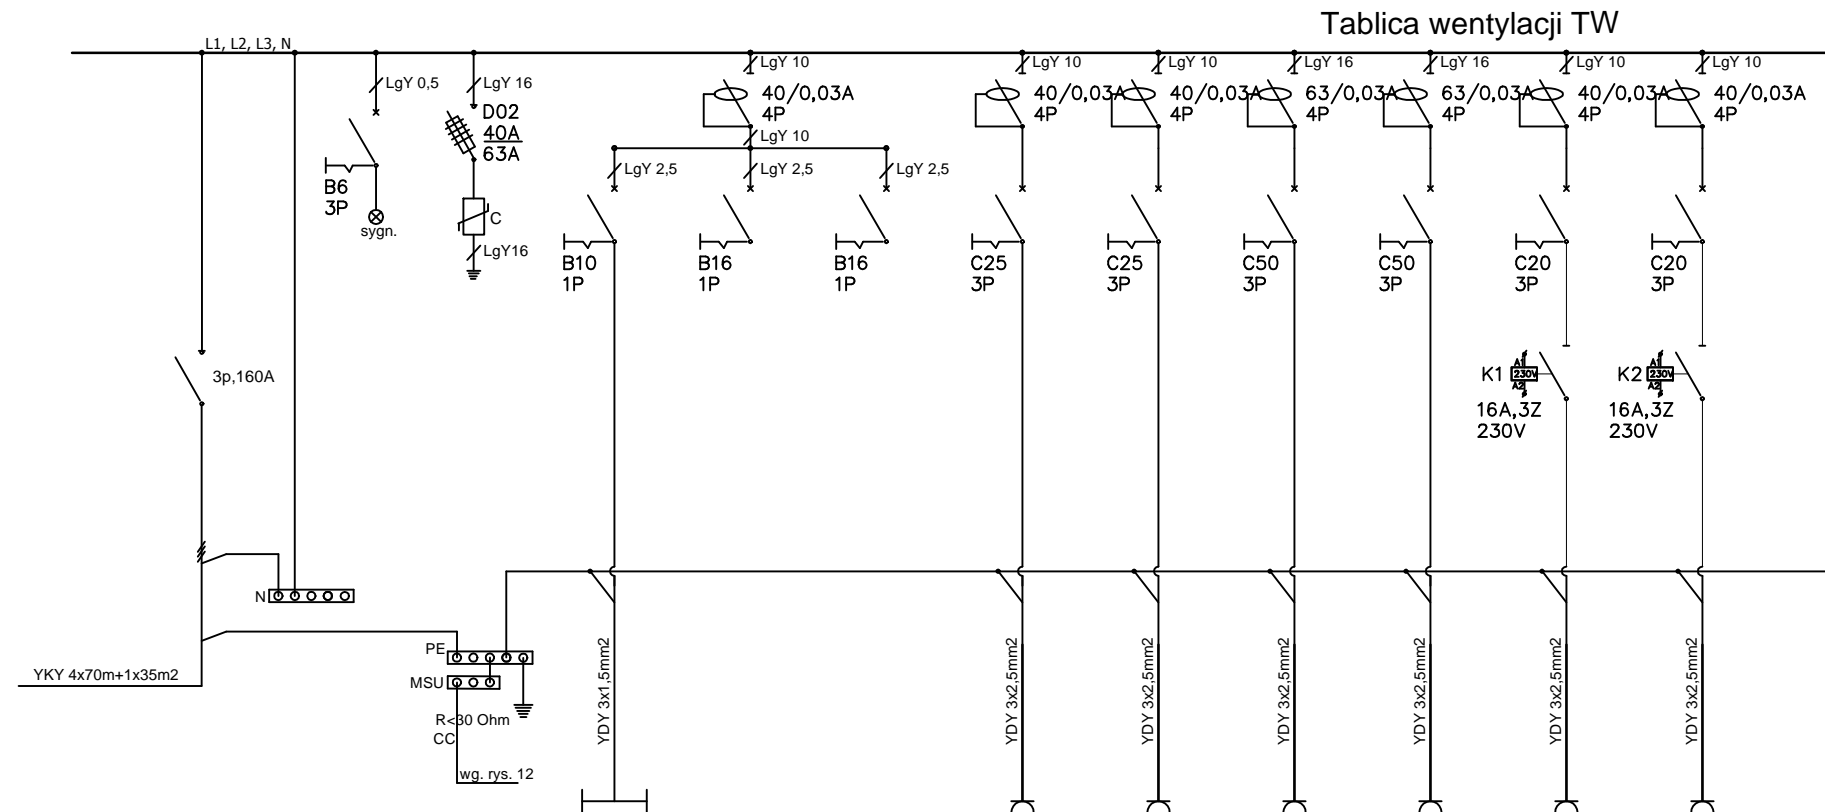 Tablica wentylacji TW
L1, L2, L3, N
LgY 0,5
LgY 16
LgY 10
LgY 10
LgY 10
LgY 16
LgY 16
LgY 10
LgY 10
D02
40A
63A
40/0,03A
4P
40/0,03A
4P
40/0,03A
4P
63/0,03A
4P
63/0,03A
4P
40/0,03A
4P
40/0,03A
4P
LgY 10
LgY 2,5
LgY 2,5
LgY 2,5
B6
3P
sygn.
C
LgY16
B10
1P
B16
1P
B16
1P
C25
3P
C25
3P
C50
3P
C50
3P
C20
3P
C20
3P
3p,160A
K1
A1
230V
A2
16A,3Z
230V
K2
A1
230V
A2
16A,3Z
230V
N
PE
MSU
YKY 4x70m+1x35m2
R<30 Ohm
CC
wg. rys. 12
YDY 3x1,5mm2
YDY 3x2,5mm2
YDY 3x2,5mm2
YDY 3x2,5mm2
YDY 3x2,5mm2
YDY 3x2,5mm2
YDY 3x2,5mm2